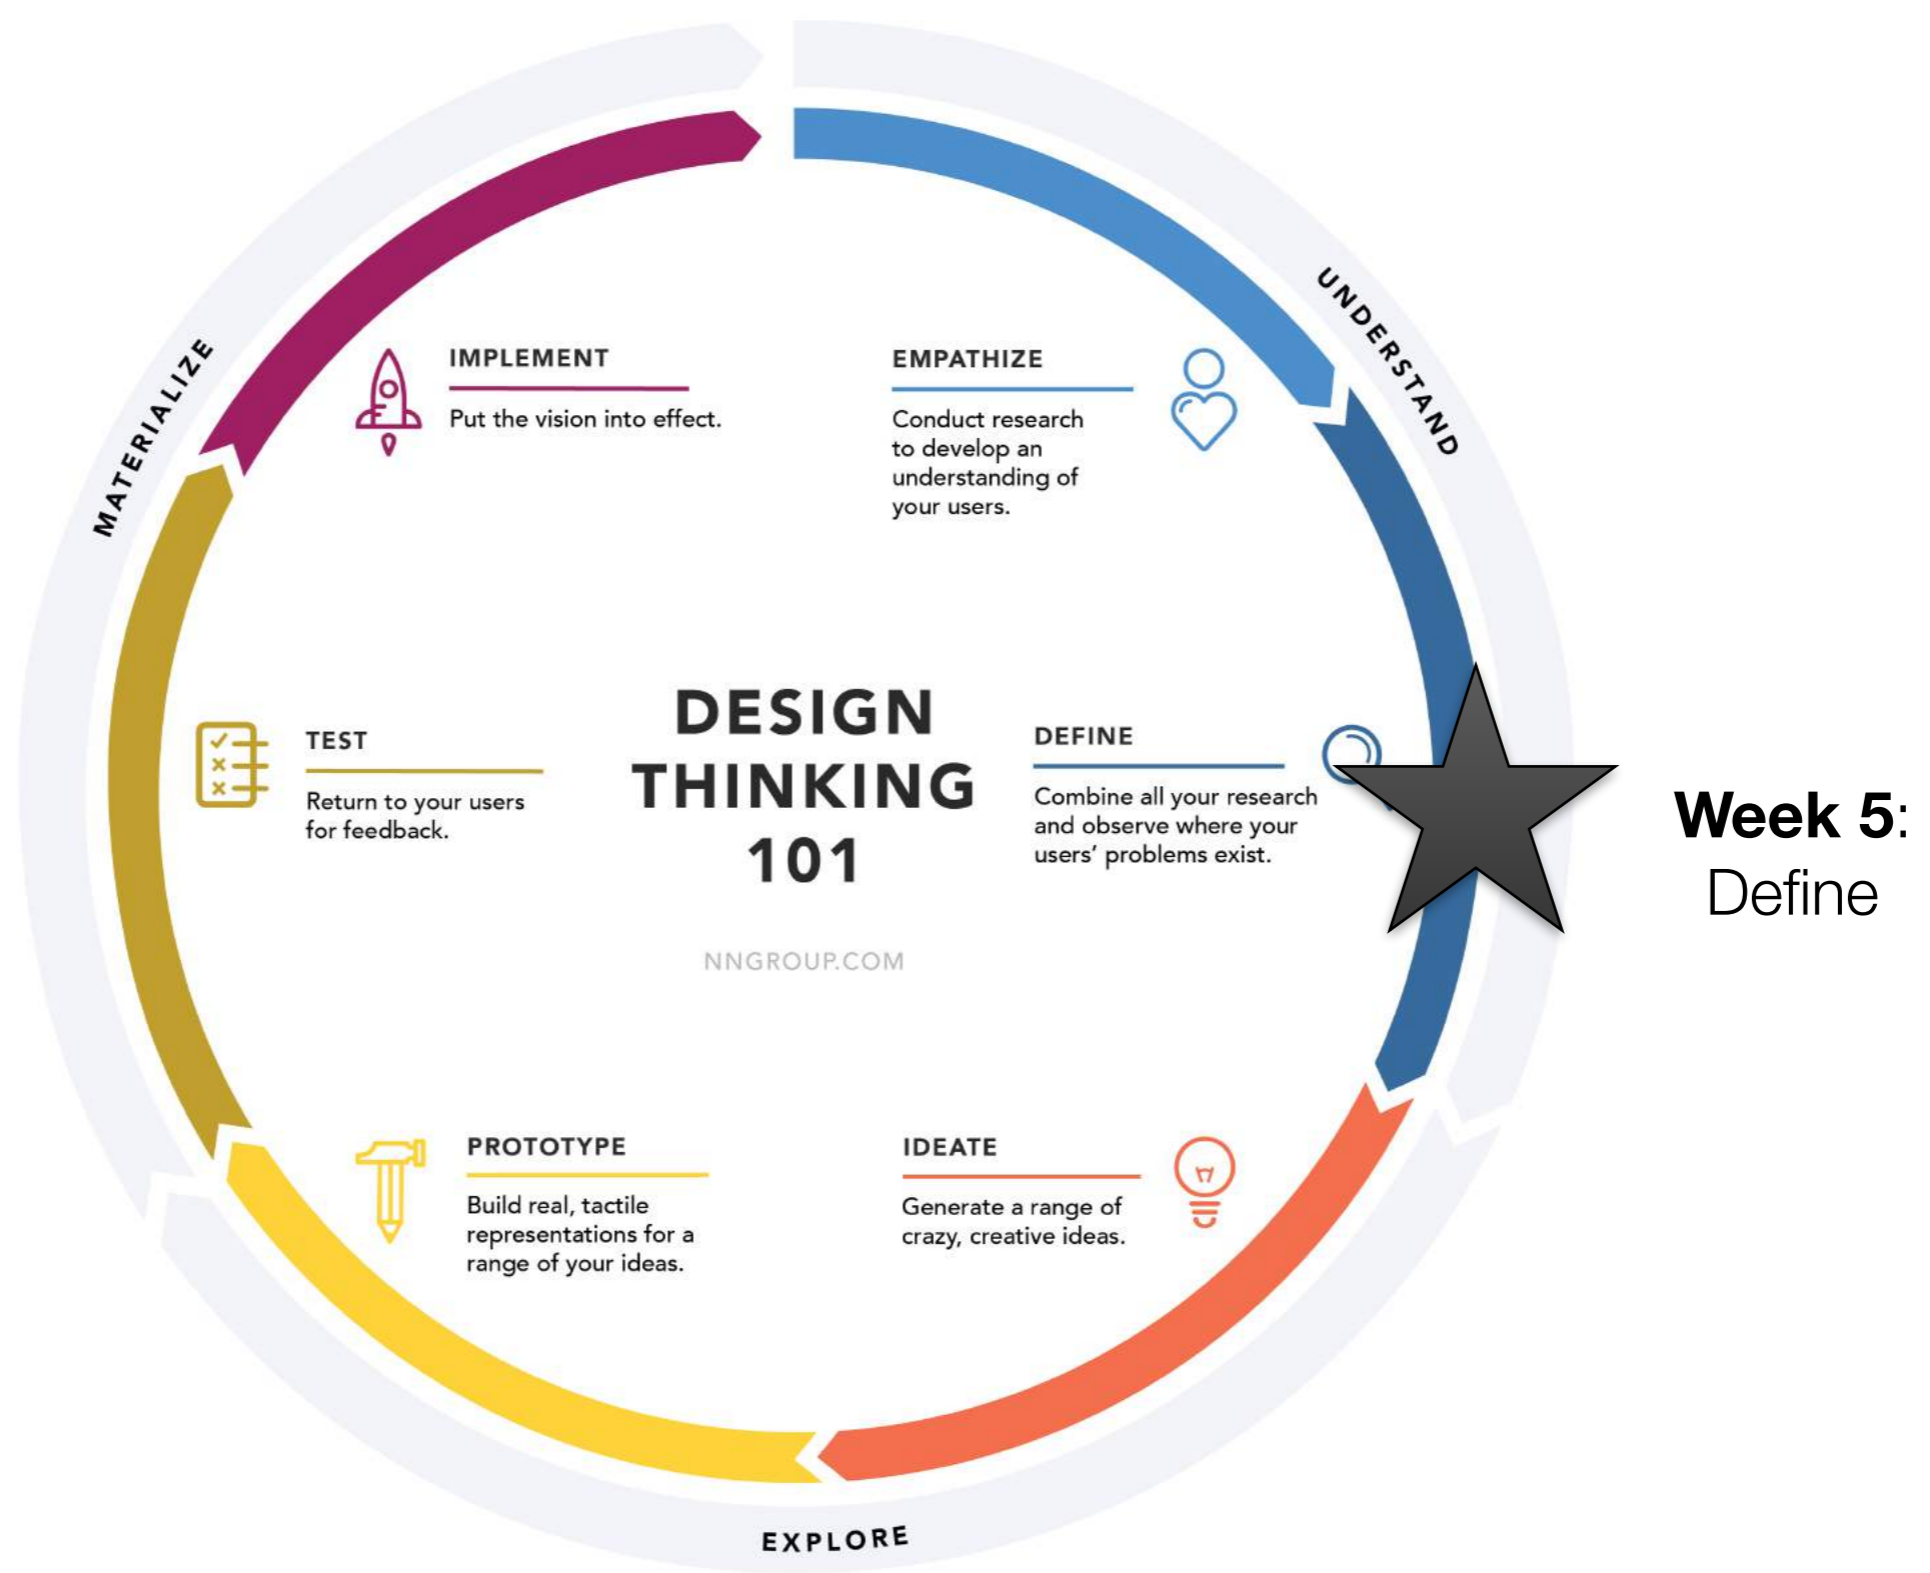 DESIGN
THINKING
101
NNGROUP.COM
UNDERSTAND
EMPATHIZE
Conduct research
to develop an
understanding of
your users.
DEFINE
Combine all your research
and observe where your
users' problems exist.
Week 5:
Define
EXPLORE
IDEATE
Generate a range of
crazy, creative ideas.
PROTOTYPE
Build real, tactile
representations for a
range of your ideas.
MATERIALIZE
TEST
Return to your users
for feedback.
IMPLEMENT
Put the vision into effect.